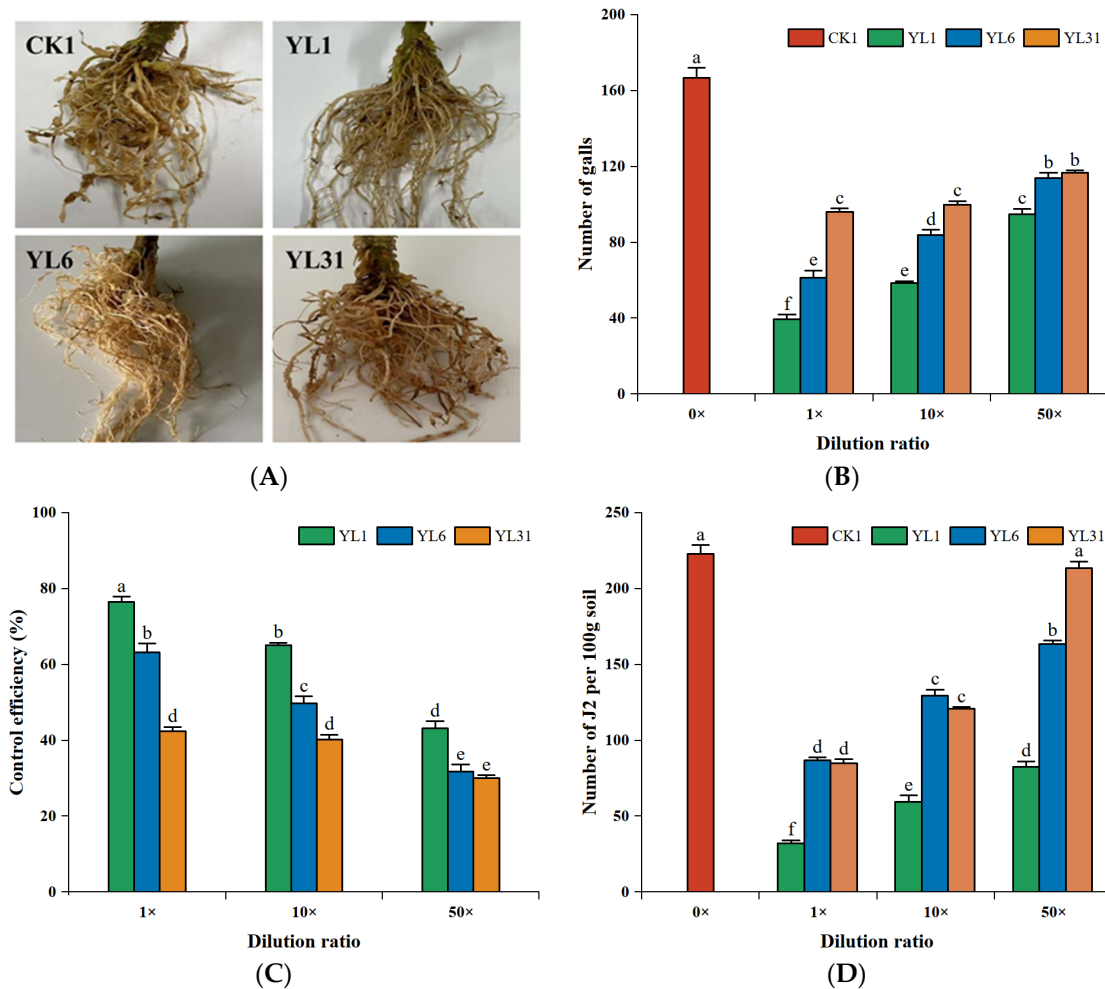 CK1
YL1
YL6
YL31
(A)
200
160
120
80
40
0
Number of galls
CK1 YL1 YL6 YL31
a
f e c
e d c
c b b
0× 1× 10× 50×
Dilution ratio
(B)
100
80
60
40
20
0
Control efficiency (%)
YL1 YL6 YL31
a b d
b c d
d e e
1× 10× 50×
Dilution ratio
(C)
250
200
150
100
50
0
Number of J2 per 100g soil
CK1 YL1 YL6 YL31
a
f d d
e c c
d b a
0× 1× 10× 50×
Dilution ratio
(D)